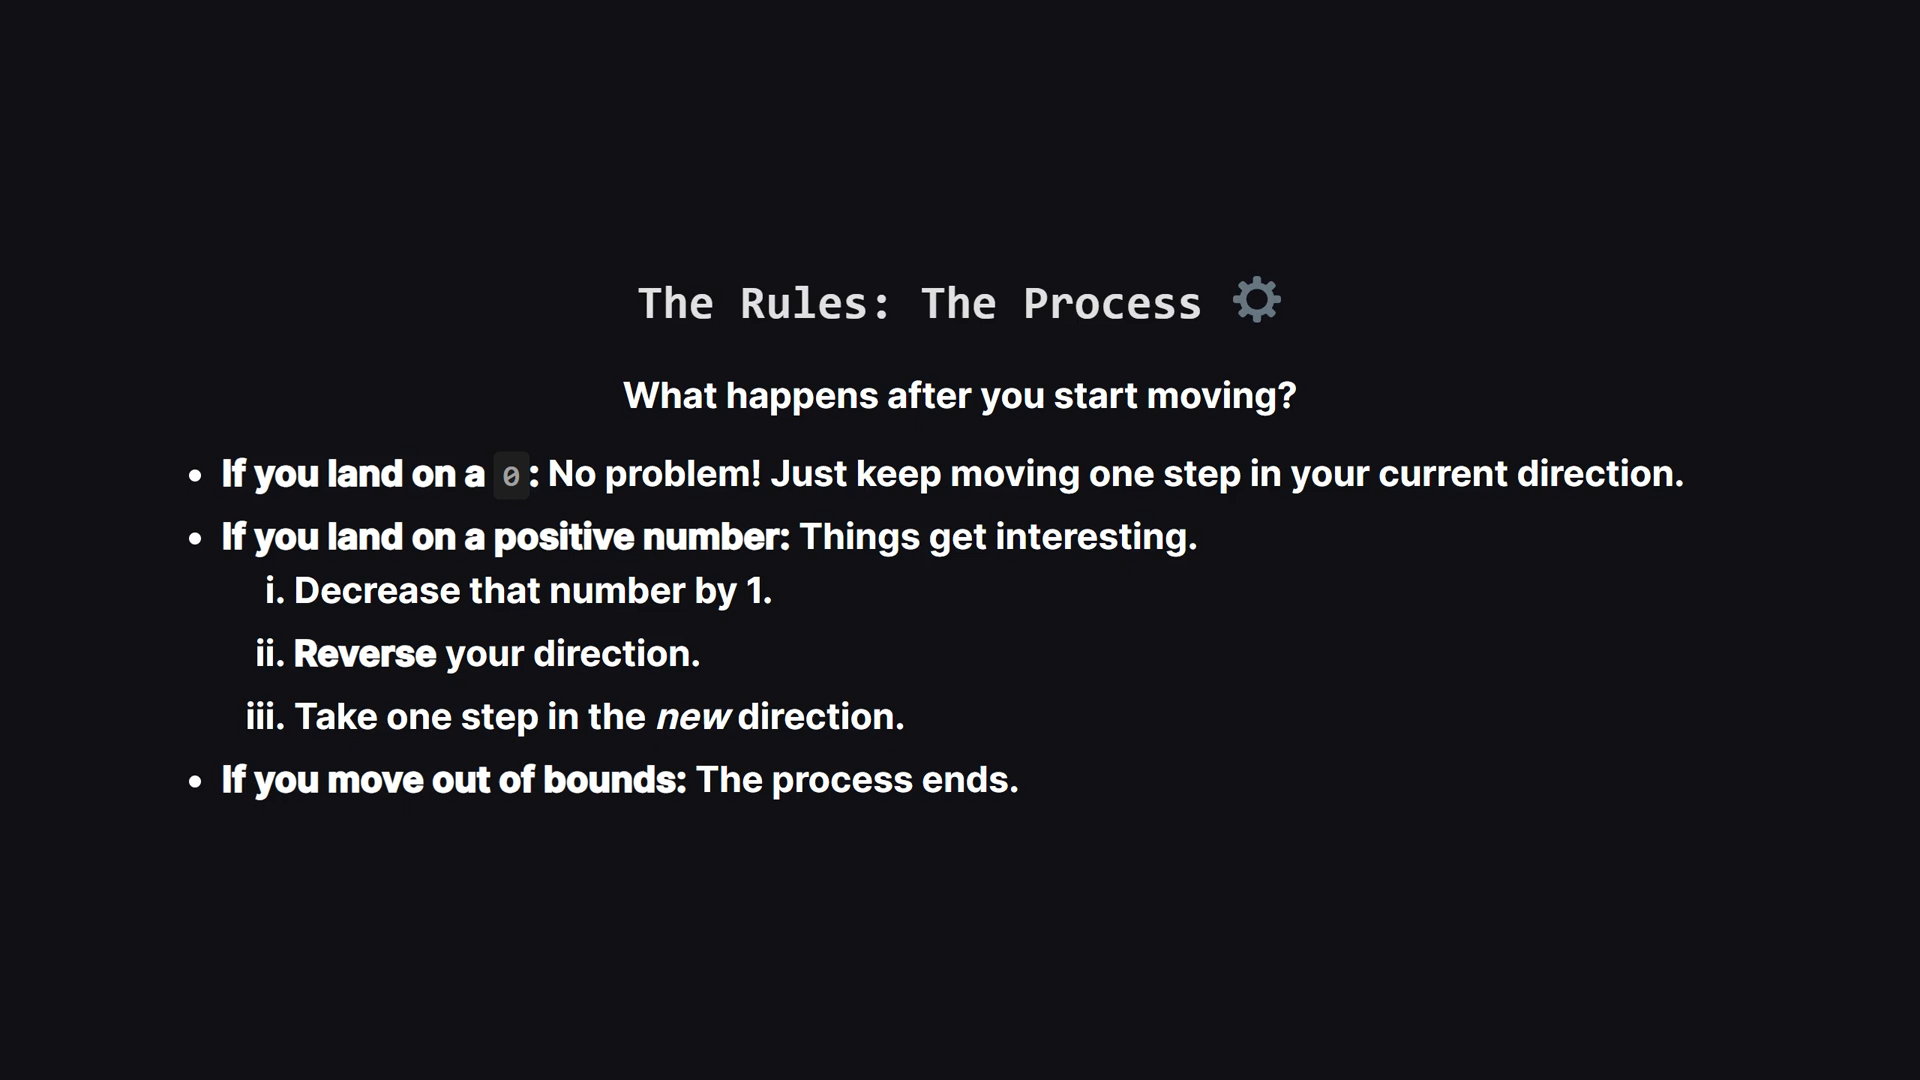 The Rules: The Process ⚙
What happens after you start moving?
• If you land on a 0: No problem! Just keep moving one step in your current direction.
• If you land on a positive number: Things get interesting.
i. Decrease that number by 1.
ii. Reverse your direction.
iii. Take one step in the new direction.
• If you move out of bounds: The process ends.